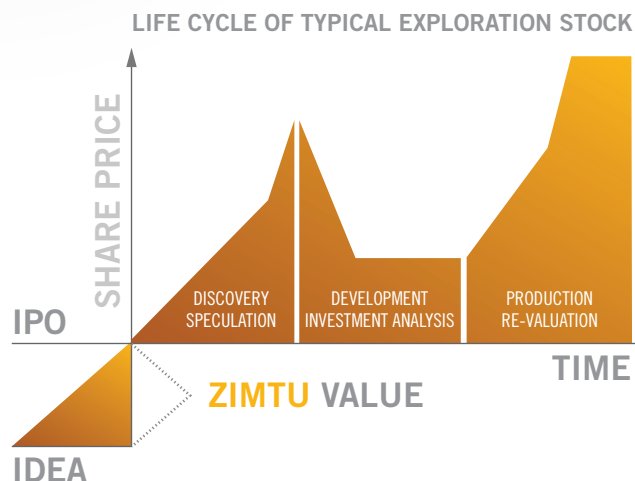 LIFE CYCLE OF TYPICAL EXPLORATION STOCK
SHARE PRICE
DISCOVERY
SPECULATION
DEVELOPMENT
INVESTMENT ANALYSIS
PRODUCTION
RE-VALUATION
IPO
TIME
ZIMTU VALUE
IDEA